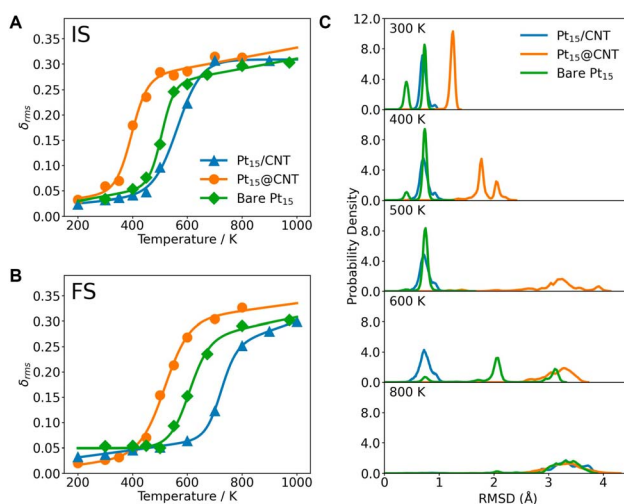 A
IS
0.35
0.30
0.25
0.20
0.15
0.10
0.05
0.00
δrms
Pt₁₅/CNT
Pt₁₅@CNT
Bare Pt₁₅
200 400 600 800 1000
Temperature / K
B
FS
0.35
0.30
0.25
0.20
0.15
0.10
0.05
0.00
δrms
200 400 600 800 1000
Temperature / K
C
12.0
8.0
4.0
0.0
300 K
Pt₁₅/CNT
Pt₁₅@CNT
Bare Pt₁₅
8.0
4.0
0.0
400 K
8.0
4.0
0.0
500 K
8.0
4.0
0.0
600 K
8.0
4.0
0.0
800 K
Probability Density
0 1 2 3 4
RMSD (Å)